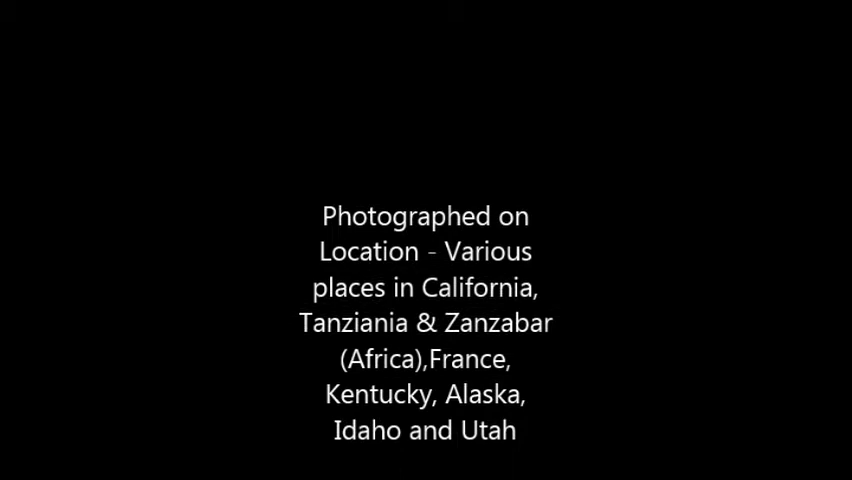 Photographed on
Location - Various
places in California,
Tanziania & Zanzabar
(Africa),France,
Kentucky, Alaska,
Idaho and Utah